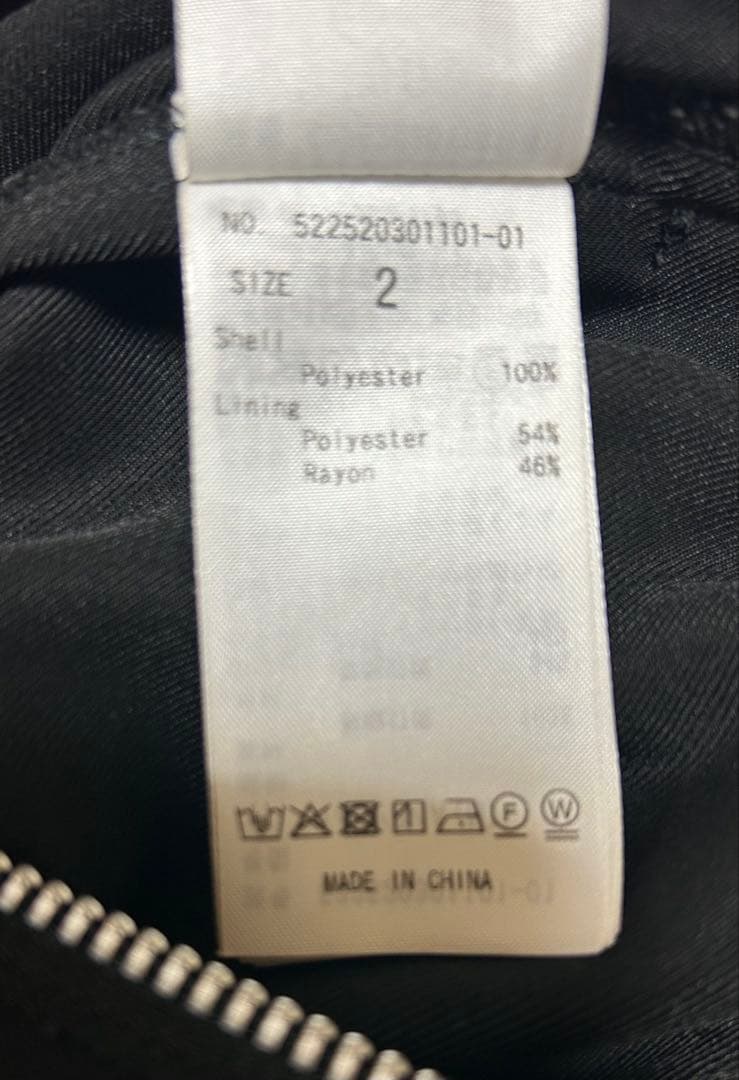 NO. 522520301101-01
SIZE 2
Shell
Polyester 100%
Lining
Polyester 54%
Rayon 46%
F W
MADE IN CHINA